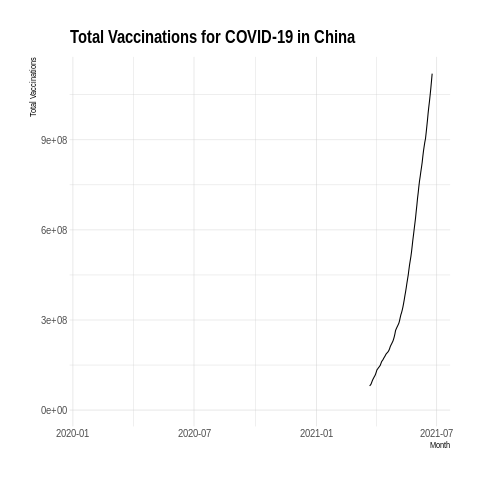 Total Vaccinations for COVID-19 in China
Total Vaccinations
9e+08
6e+08
3e+08
0e+00
2020-01 2020-07 2021-01 2021-07
Month